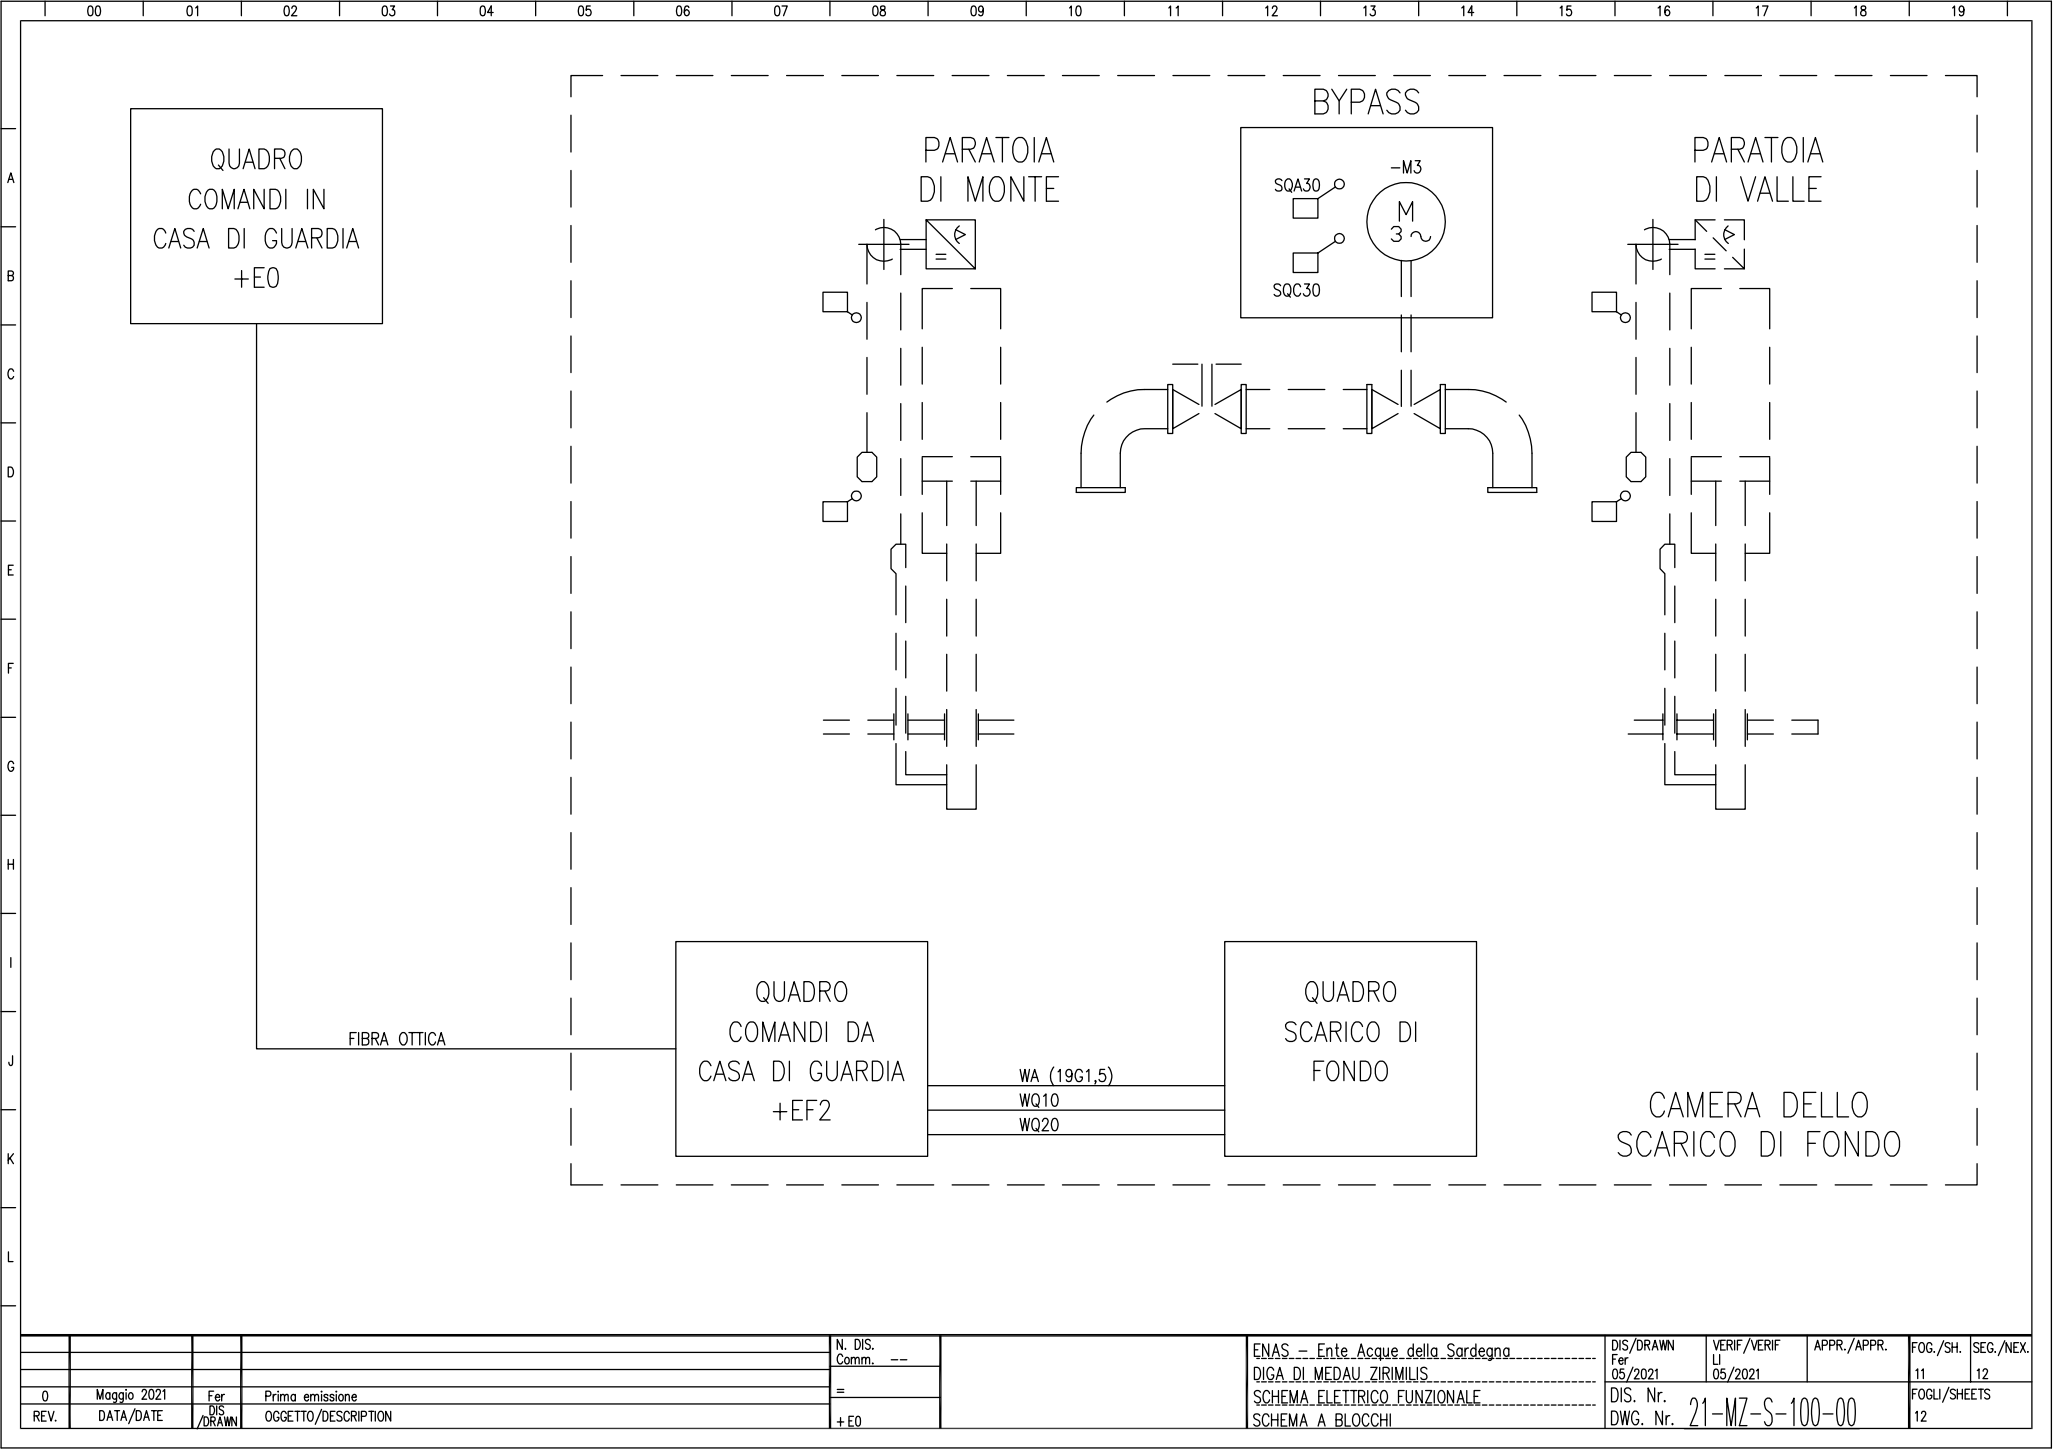 00 01 02 03 04 05 06 07 08 09 10 11 12 13 14 15 16 17 18 19
A
B
C
D
E
F
G
H
I
J
K
L
QUADRO
COMANDI IN
CASA DI GUARDIA
+E0
PARATOIA
DI MONTE
BYPASS
-M3
SQA30
M
3~
SQC30
PARATOIA
DI VALLE
=
=
FIBRA OTTICA
QUADRO
COMANDI DA
CASA DI GUARDIA
+EF2
WA (19G1,5)
WQ10
WQ20
QUADRO
SCARICO DI
FONDO
CAMERA DELLO
SCARICO DI FONDO
0 Maggio 2021 Fer Prima emissione
REV. DATA/DATE DIS/DRAWN OGGETTO/DESCRIPTION
N. DIS.
Comm. --
=
+E0
ENAS - Ente Acque della Sardegna
DIGA DI MEDAU ZIRIMILIS
SCHEMA ELETTRICO FUNZIONALE
SCHEMA A BLOCCHI
DIS/DRAWN
Fer
05/2021
VERIF/VERIF
LI
05/2021
APPR./APPR.
FOG./SH.
11
SEG./NEX.
12
DIS. Nr.
DWG. Nr. 21-MZ-S-100-00
FOGLI/SHEETS
12